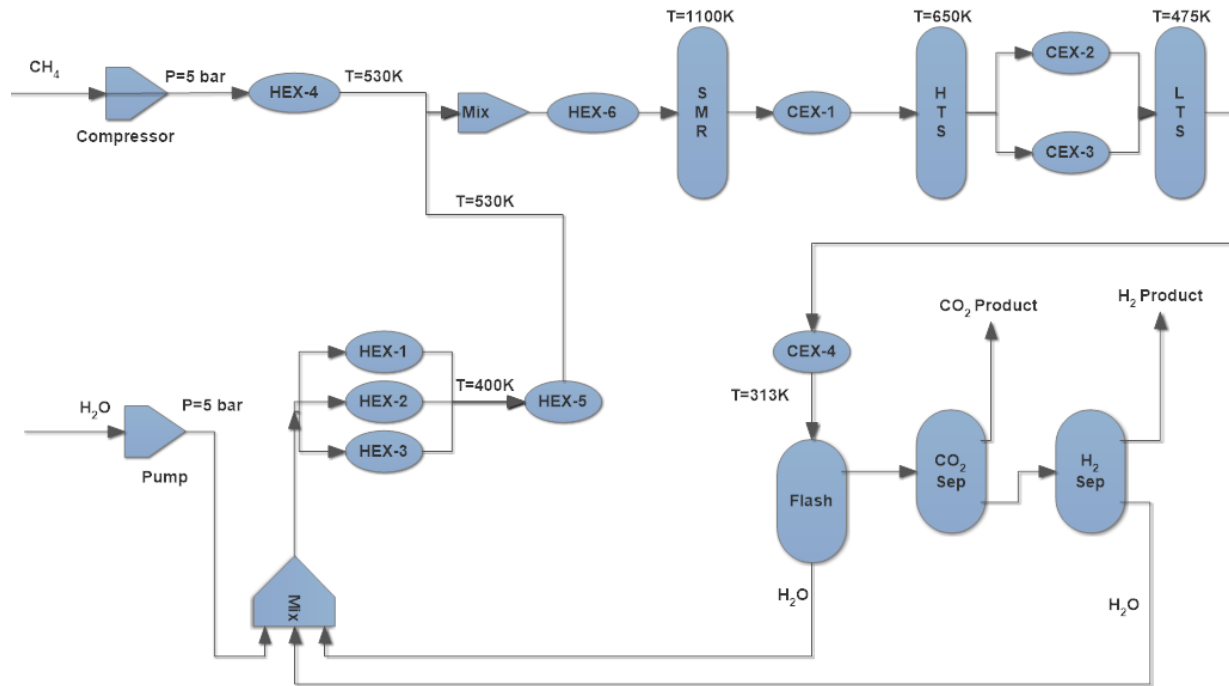 T=1100K
T=650K
T=475K
CH₄
P=5 bar
HEX-4
T=530K
Compressor
Mix
HEX-6
S
M
R
CEX-1
H
T
S
CEX-2
CEX-3
L
T
S
T=530K
CO₂ Product
H₂ Product
HEX-1
HEX-2
HEX-3
T=400K
HEX-5
CEX-4
T=313K
H₂O
P=5 bar
Pump
Flash
CO₂
Sep
H₂
Sep
Mix
H₂O
H₂O